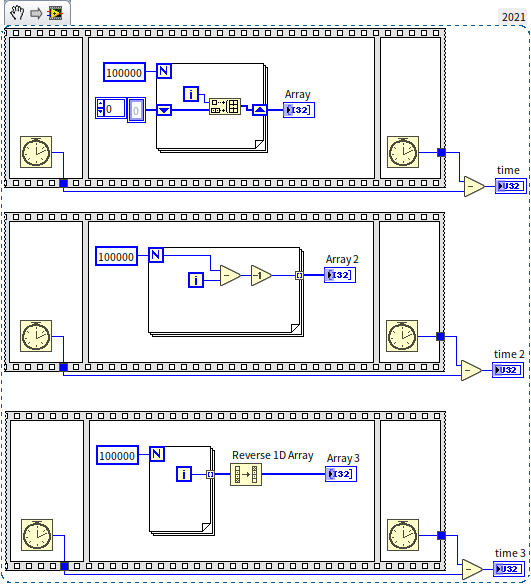 2021
100000
N
i
0
0
Array
I32
time
U32
100000
N
i
-
-1
Array 2
I32
-
time 2
U32
100000
N
i
Reverse 1D Array
Array 3
I32
-
time 3
U32